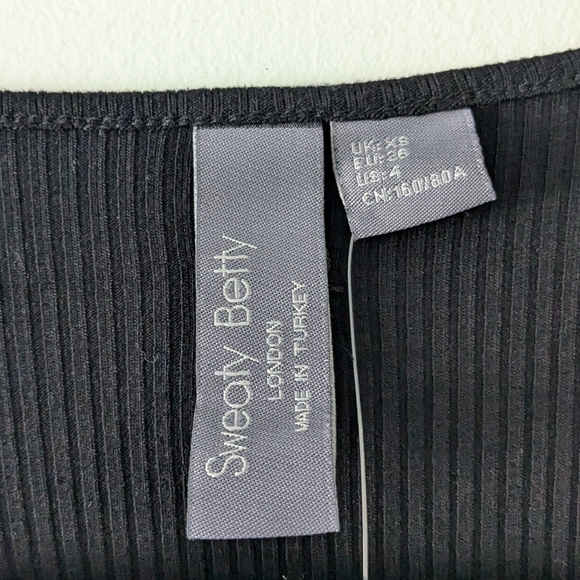 Sweaty Betty
LONDON
MADE IN TURKEY
UK: XS
EU: 36
US: 4
CN: 160/80A